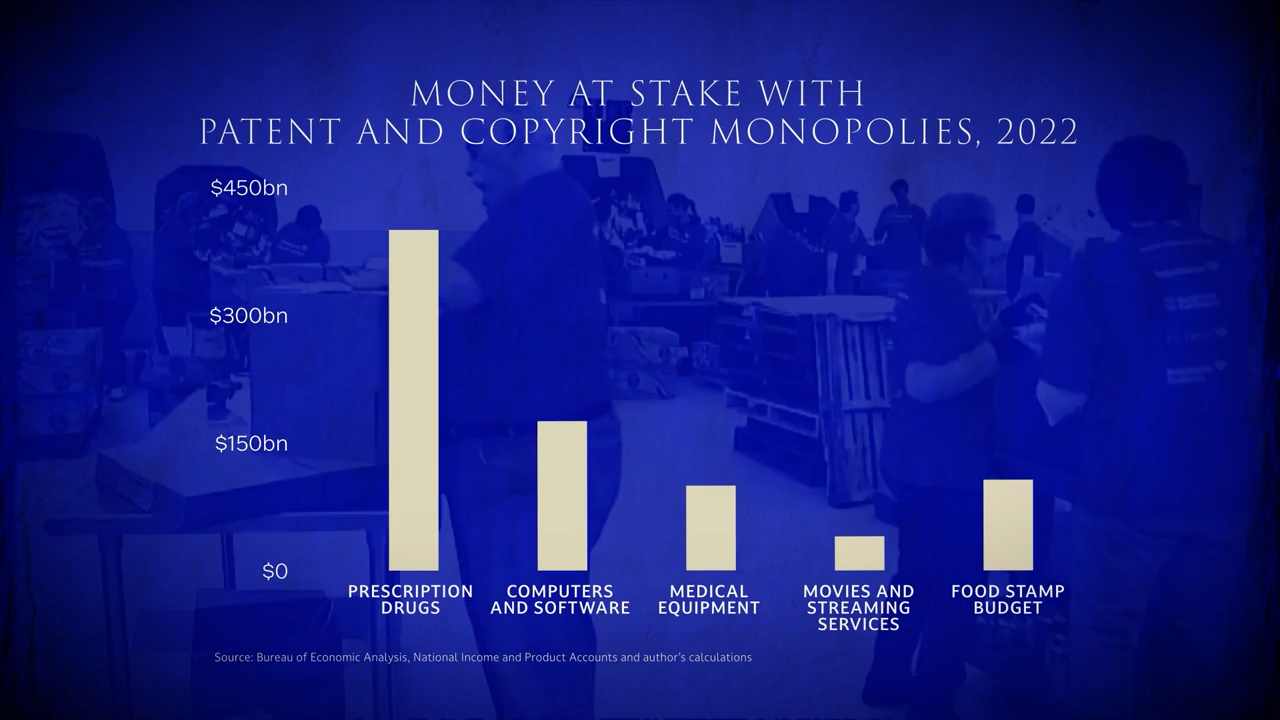 MONEY AT STAKE WITH
PATENT AND COPYRIGHT MONOPOLIES, 2022
$450bn
$300bn
$150bn
$0
PRESCRIPTION
DRUGS
COMPUTERS
AND SOFTWARE
MEDICAL
EQUIPMENT
MOVIES AND
STREAMING
SERVICES
FOOD STAMP
BUDGET
Source: Bureau of Economic Analysis, National Income and Product Accounts and author's calculations